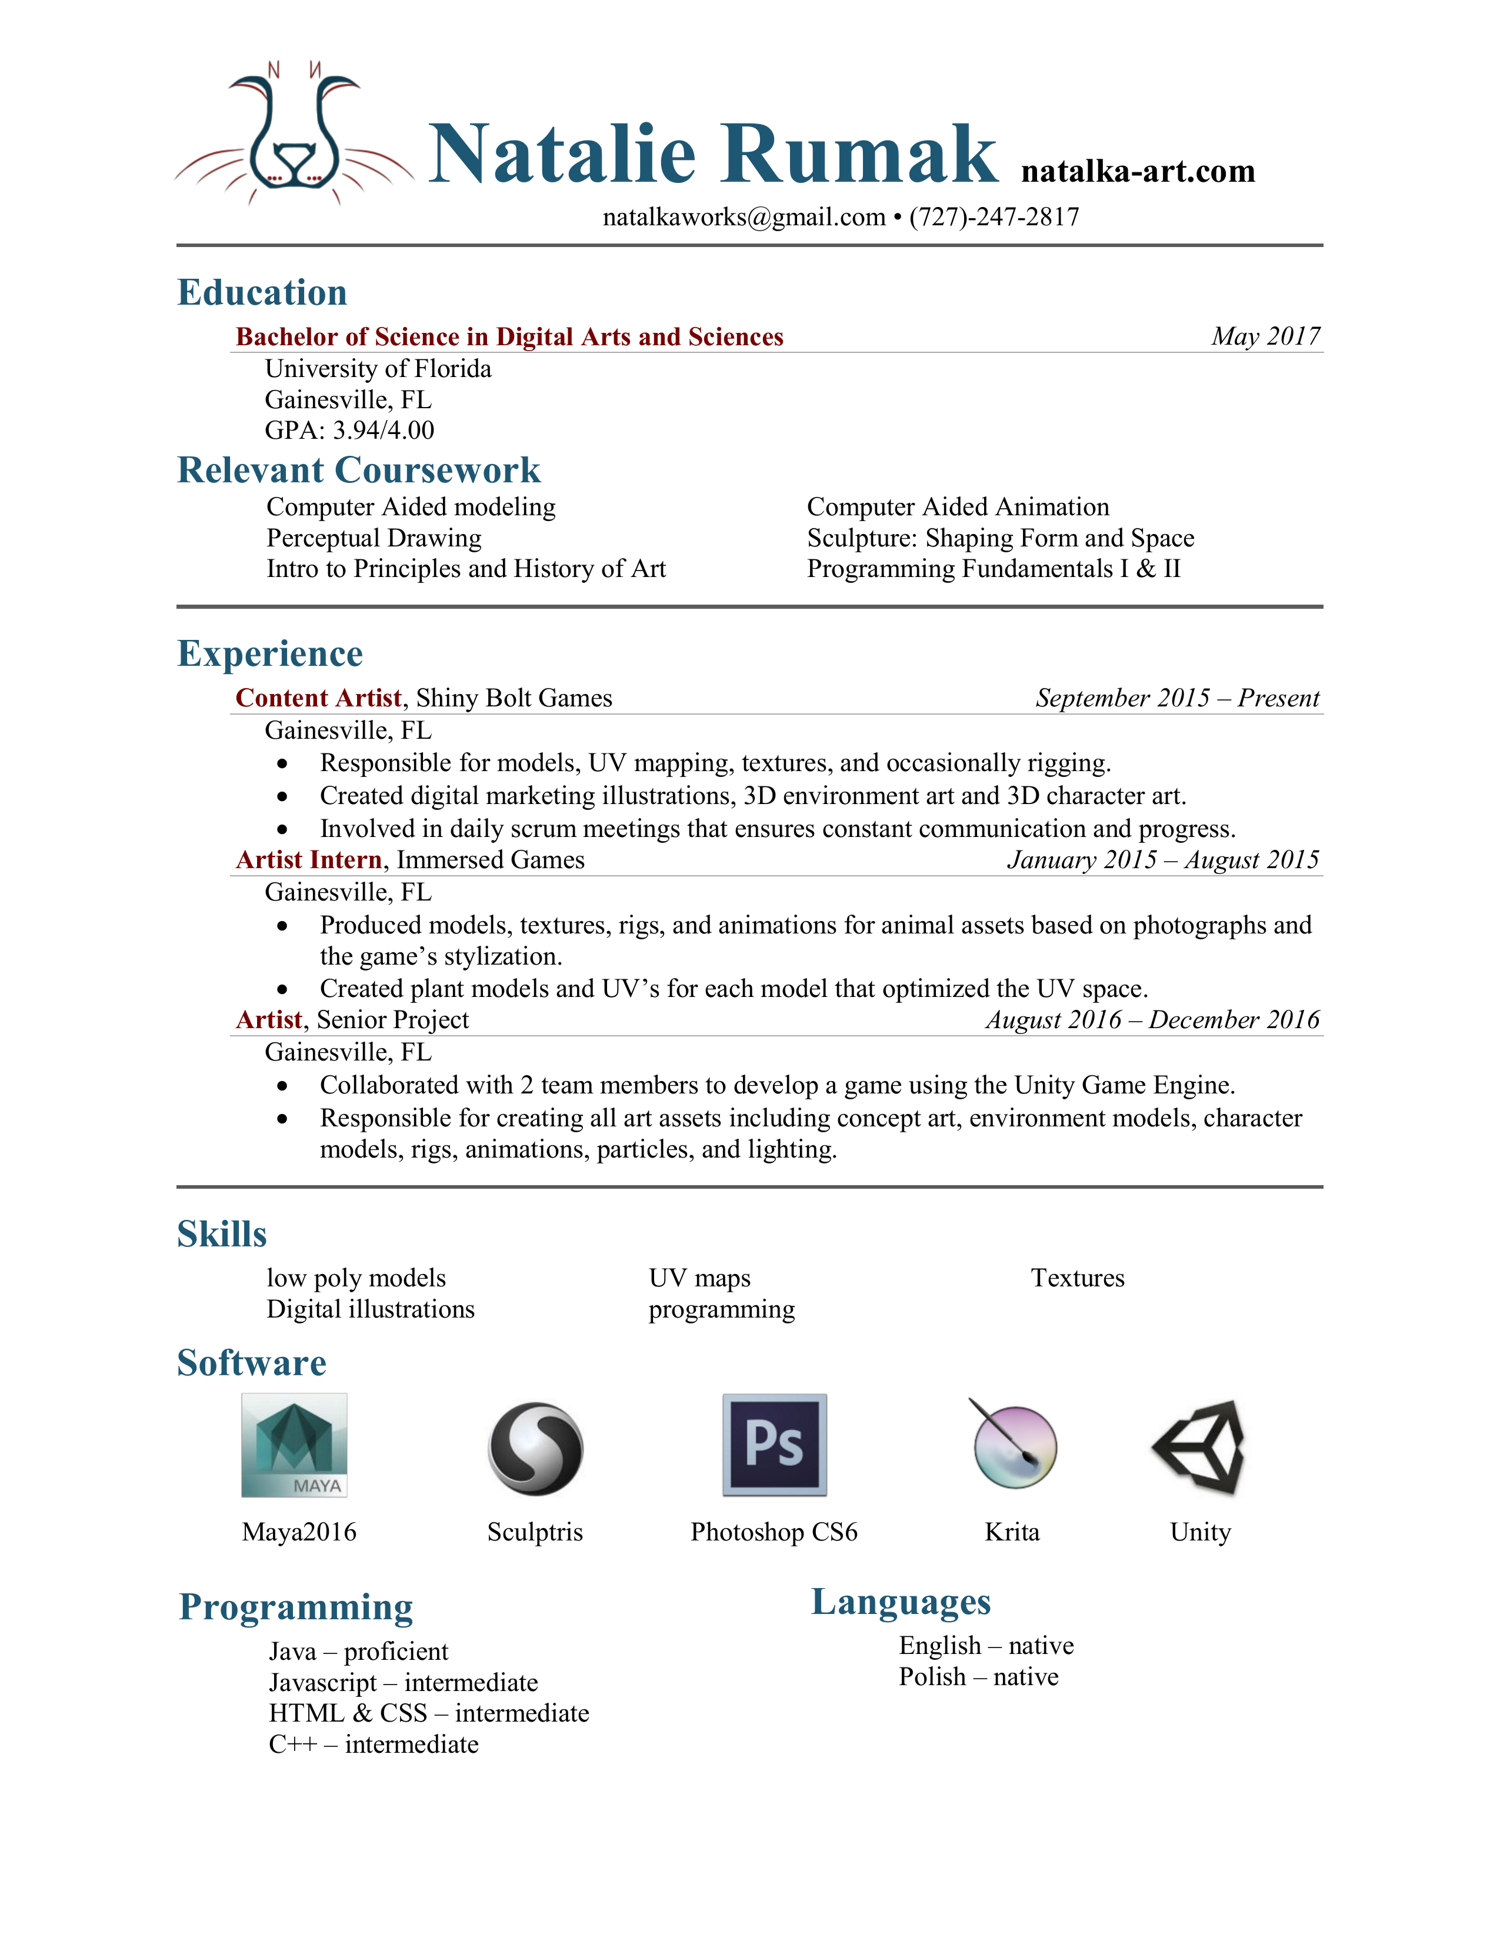 N И
Natalie Rumak natalka-art.com
natalkaworks@gmail.com • (727)-247-2817
Education
Bachelor of Science in Digital Arts and Sciences May 2017
University of Florida
Gainesville, FL
GPA: 3.94/4.00
Relevant Coursework
Computer Aided modeling Computer Aided Animation
Perceptual Drawing Sculpture: Shaping Form and Space
Intro to Principles and History of Art Programming Fundamentals I & II
Experience
Content Artist, Shiny Bolt Games September 2015 – Present
Gainesville, FL
• Responsible for models, UV mapping, textures, and occasionally rigging.
• Created digital marketing illustrations, 3D environment art and 3D character art.
• Involved in daily scrum meetings that ensures constant communication and progress.
Artist Intern, Immersed Games January 2015 – August 2015
Gainesville, FL
• Produced models, textures, rigs, and animations for animal assets based on photographs and
the game’s stylization.
• Created plant models and UV’s for each model that optimized the UV space.
Artist, Senior Project August 2016 – December 2016
Gainesville, FL
• Collaborated with 2 team members to develop a game using the Unity Game Engine.
• Responsible for creating all art assets including concept art, environment models, character
models, rigs, animations, particles, and lighting.
Skills
low poly models UV maps Textures
Digital illustrations programming
Software
MAYA Ps
Maya2016 Sculptris Photoshop CS6 Krita Unity
Programming
Java – proficient
Javascript – intermediate
HTML & CSS – intermediate
C++ – intermediate
Languages
English – native
Polish – native